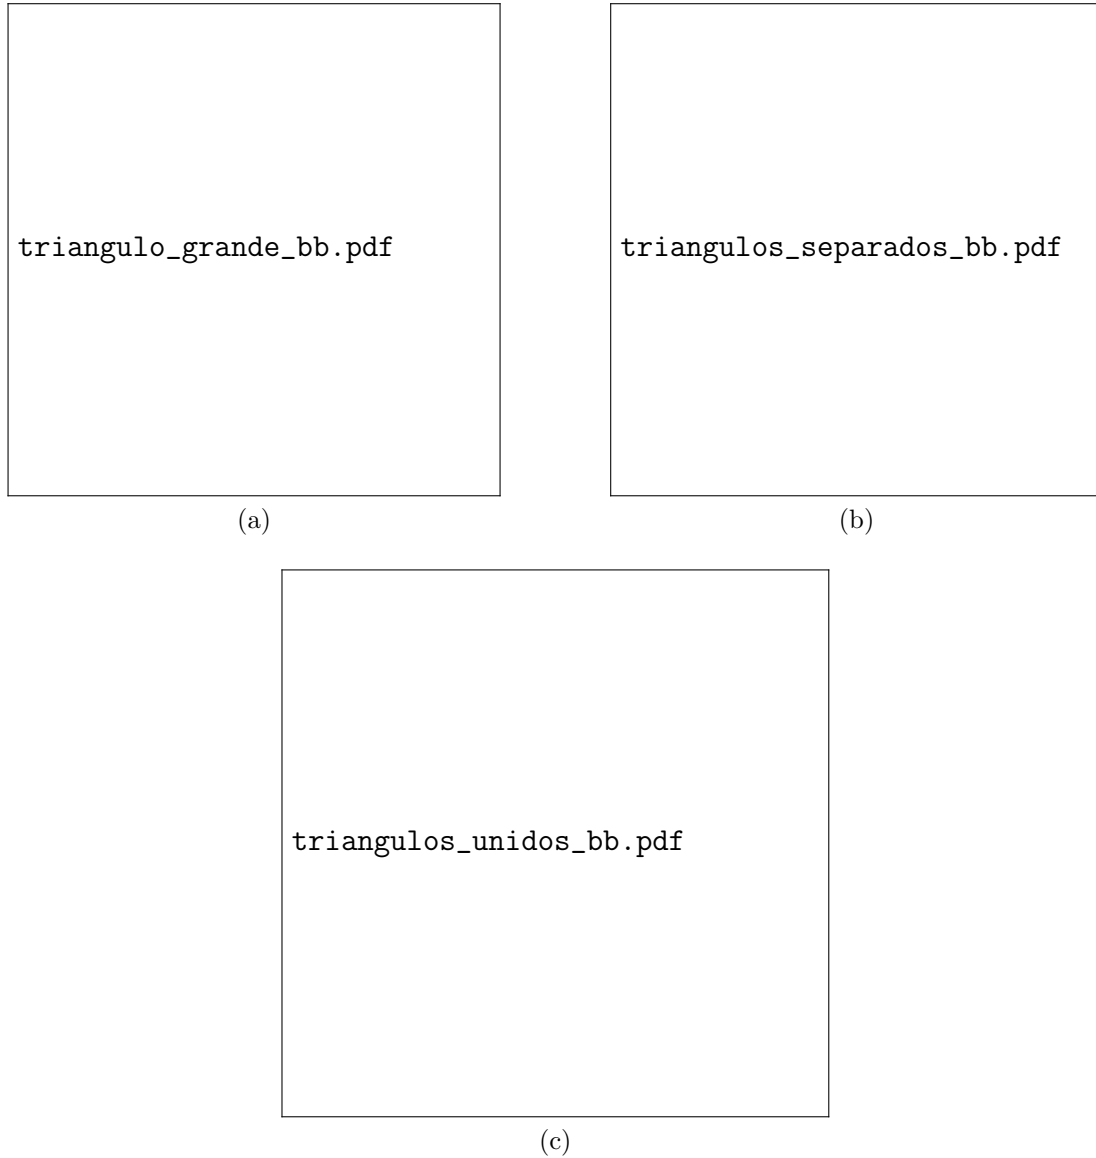 triangulo_grande_bb.pdf
triangulos_separados_bb.pdf
(a)
(b)
triangulos_unidos_bb.pdf
(c)